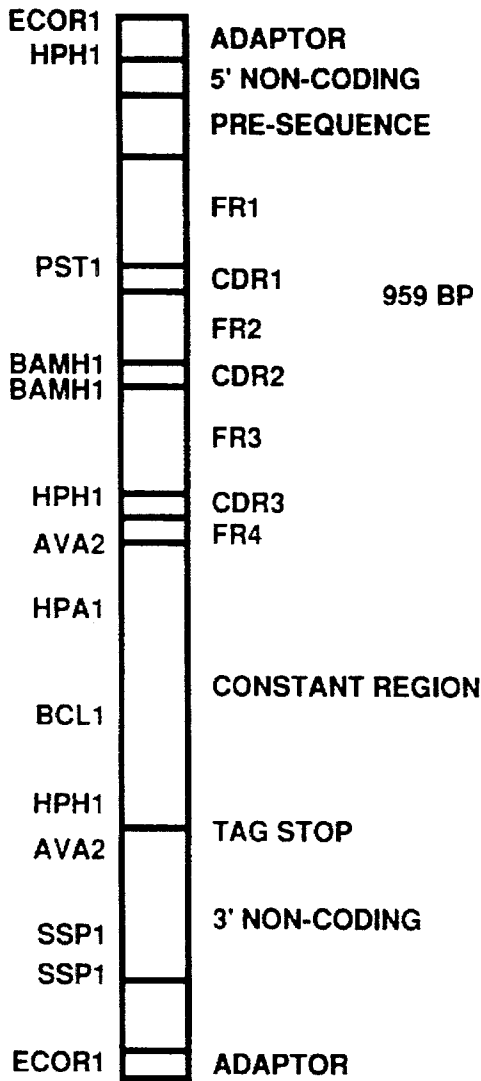 ECOR1
ADAPTOR
HPH1
5' NON-CODING
PRE-SEQUENCE
FR1
PST1
CDR1
959 BP
FR2
BAMH1
CDR2
BAMH1
FR3
HPH1
CDR3
FR4
AVA2
HPA1
CONSTANT REGION
BCL1
HPH1
TAG STOP
AVA2
3' NON-CODING
SSP1
SSP1
ECOR1
ADAPTOR